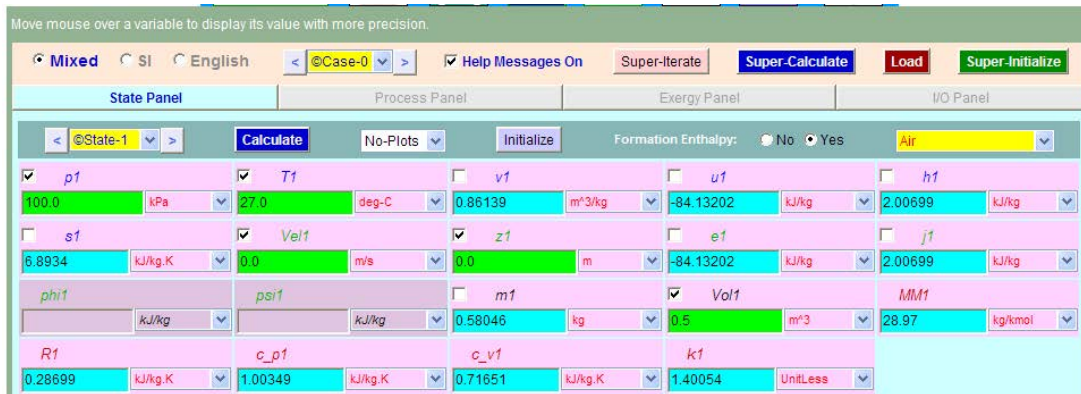 Move mouse over a variable to display its value with more precision.
Mixed SI English < ©Case-0 > Help Messages On Super-Iterate Super-Calculate Load Super-Initialize
State Panel Process Panel Exergy Panel I/O Panel
< ©State-1 > Calculate No-Plots Initialize Formation Enthalpy: No Yes Air
p1 T1 v1 u1 h1
100.0 kPa 27.0 deg-C 0.86139 m^3/kg -84.13202 kJ/kg 2.00699 kJ/kg
s1 Vel1 z1 e1 j1
6.8934 kJ/kg.K 0.0 m/s 0.0 m -84.13202 kJ/kg 2.00699 kJ/kg
phi1 psi1 m1 Vol1 MM1
kJ/kg kJ/kg 0.58046 kg 0.5 m^3 28.97 kg/kmol
R1 c_p1 c_v1 k1
0.28699 kJ/kg.K 1.00349 kJ/kg.K 0.71651 kJ/kg.K 1.40054 UnitLess